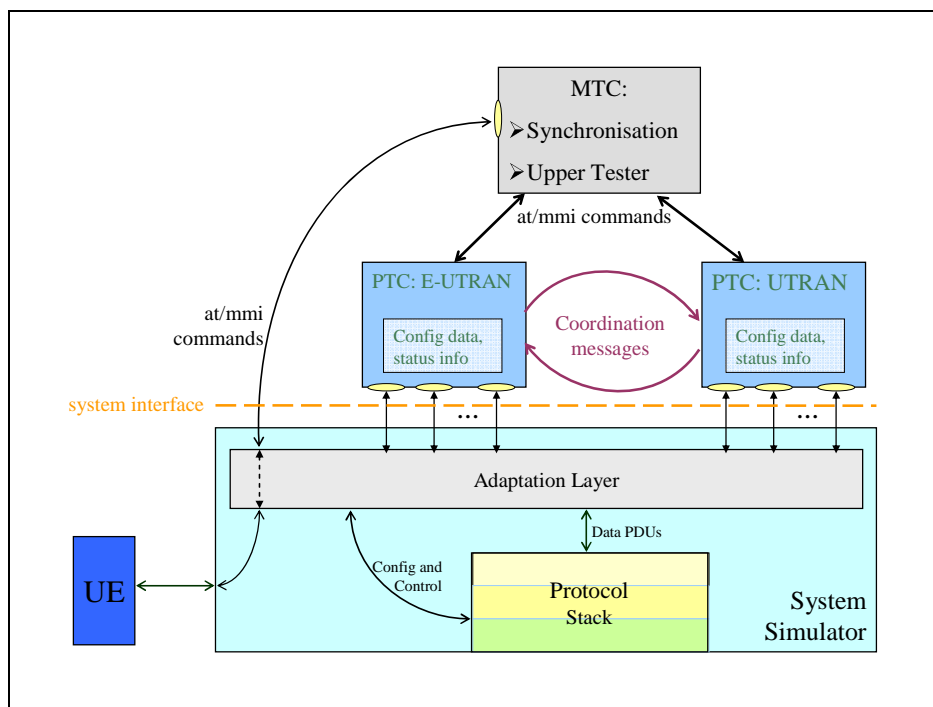 MTC:
➤Synchronisation
➤Upper Tester
at/mmi commands
PTC: E-UTRAN
PTC: UTRAN
at/mmi
commands
Coordination
messages
Config data,
status info
Config data,
status info
system interface
...
...
Adaptation Layer
Data PDUs
Config and
Control
UE
Protocol
Stack
System
Simulator